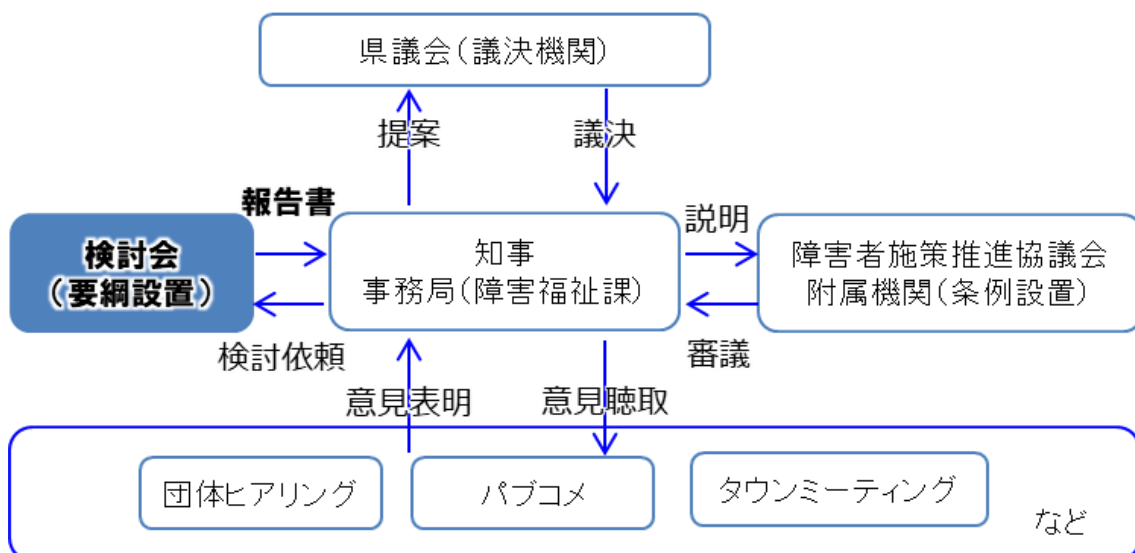 県議会(議決機関)
提案
議決
報告書
検討会
(要綱設置)
知事
事務局(障害福祉課)
説明
障害者施策推進協議会
附属機関(条例設置)
検討依頼
審議
意見表明
意見聴取
団体ヒアリング
パブコメ
タウンミーティング
など